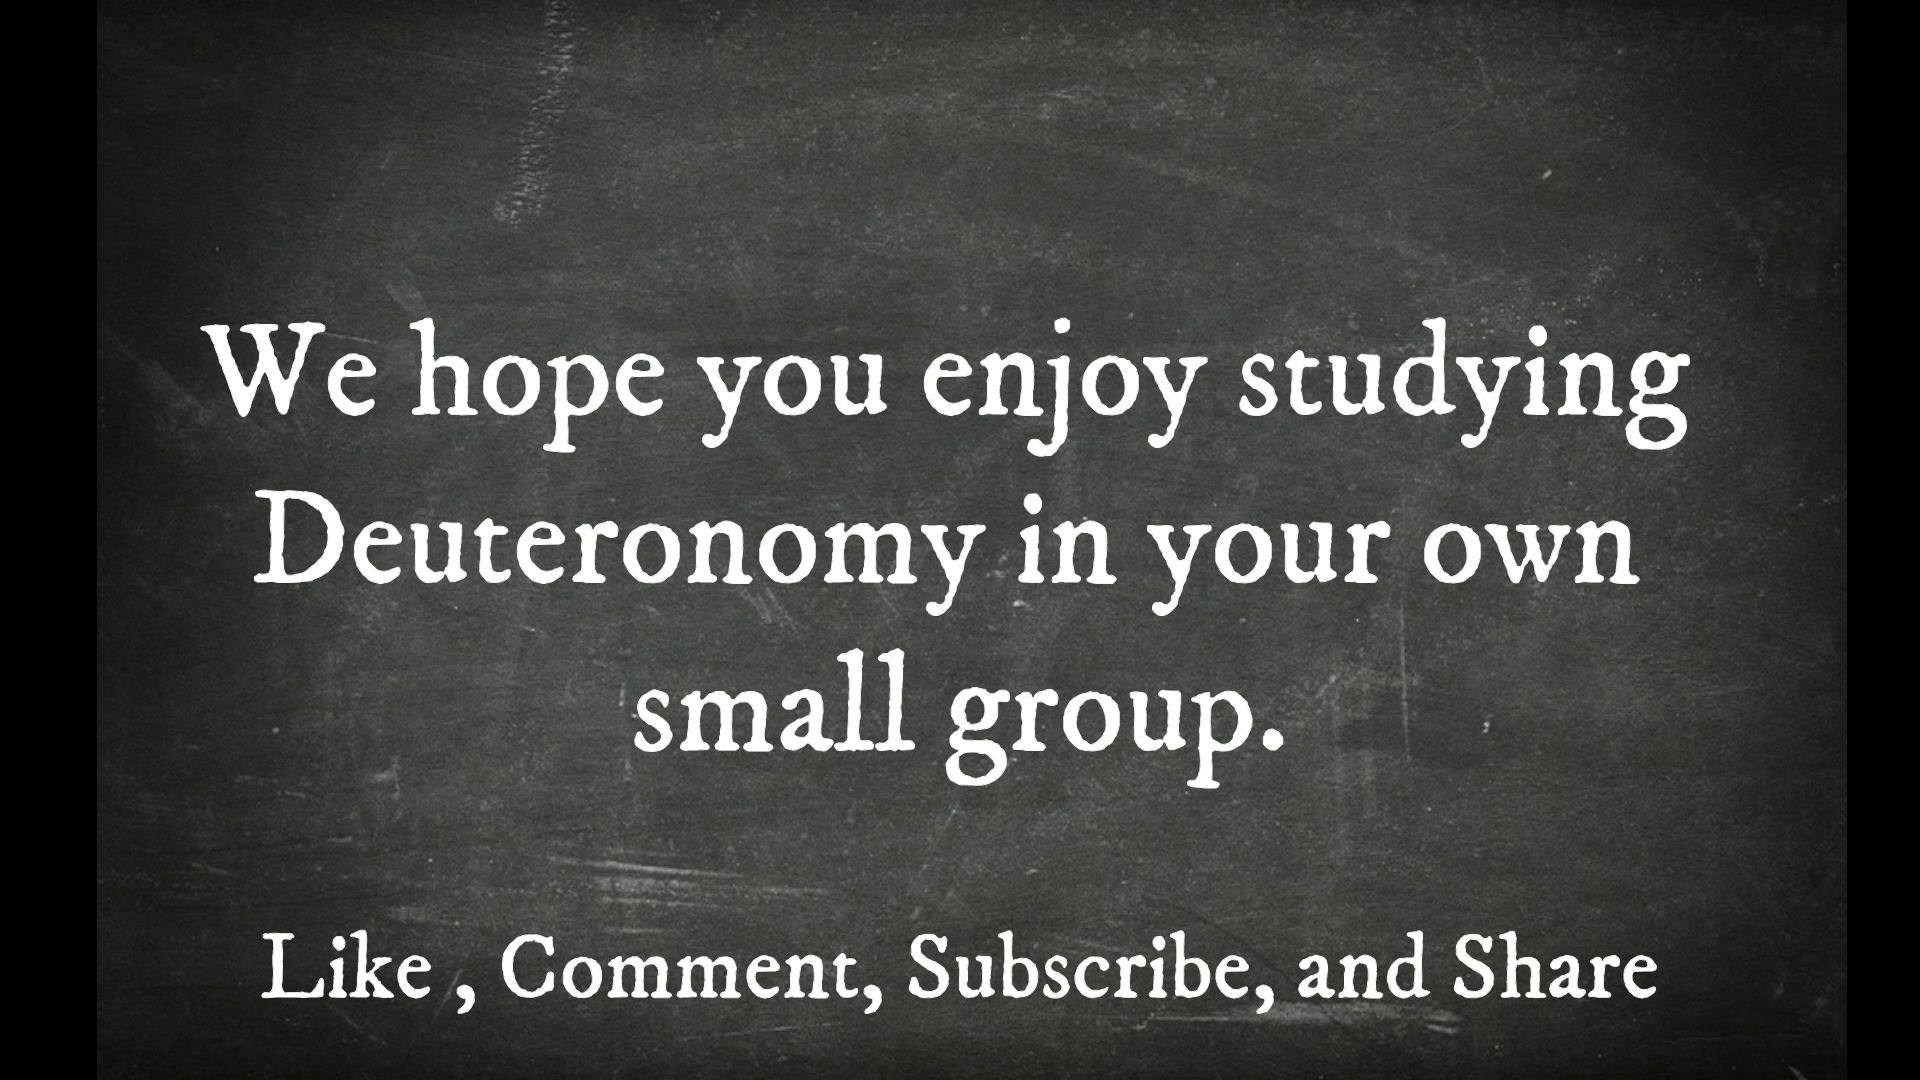 We hope you enjoy studying
Deuteronomy in your own
small group.
Like , Comment, Subscribe, and Share